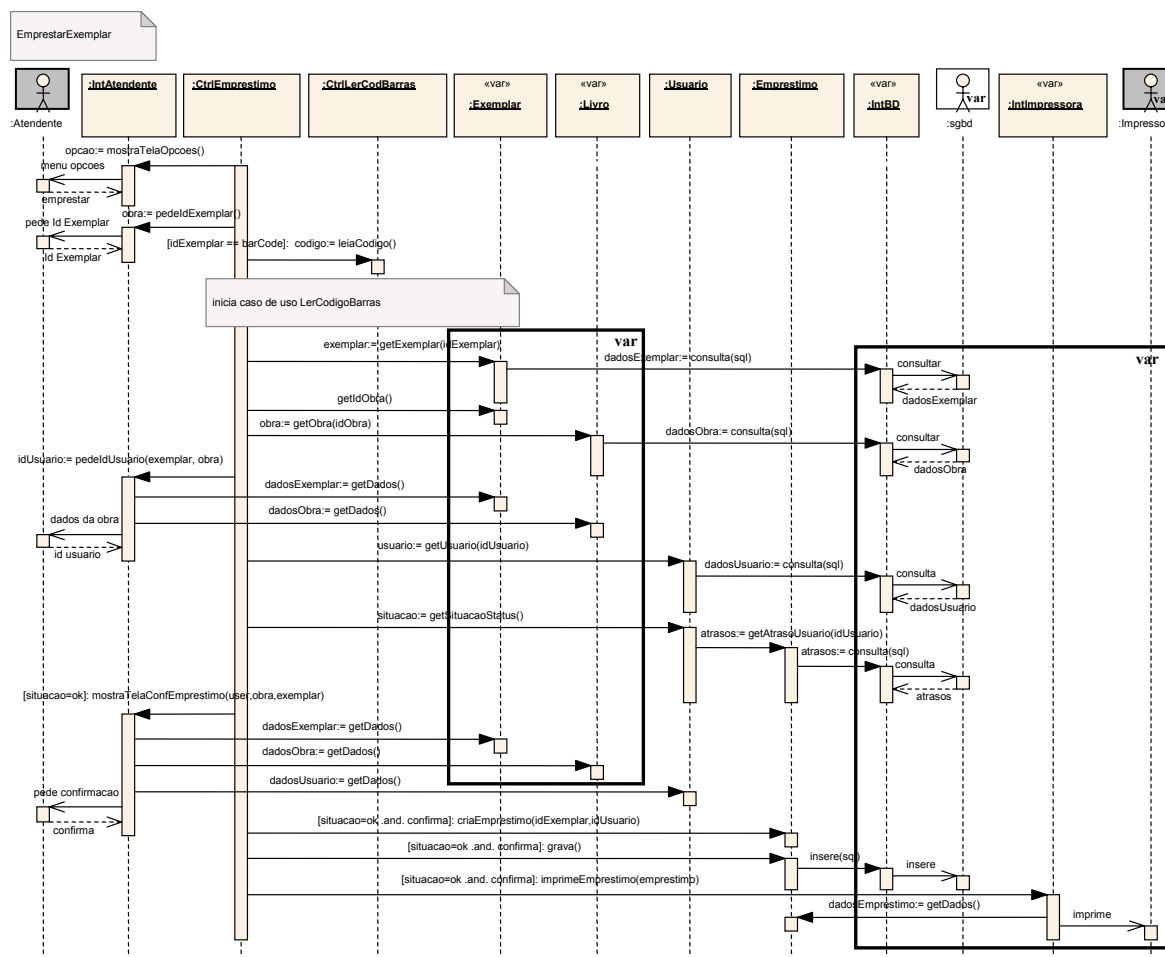 EmprestarExemplar
:Atendente
:IntAtendente
:CtrlEmprestimo
:CtrlLerCodBarras
«var»
:Exemplar
«var»
:Livro
:Usuario
:Emprestimo
«var»
:IntBD
var
:sgbd
«var»
:IntImpressora
va
:Impresso
opcao:= mostraTelaOpcoes()
menu opcoes
emprestar
obra:= pedeIdExemplar()
pede Id Exemplar
Id Exemplar
[idExemplar == barCode]: codigo:= leiaCodigo()
inicia caso de uso LerCodigoBarras
var
var
exemplar:= getExemplar(idExemplar)
dadosExemplar:= consulta(sql)
consultar
dadosExemplar
getIdObra()
obra:= getObra(idObra)
dadosObra:= consulta(sql)
consultar
dadosObra
idUsuario:= pedeIdUsuario(exemplar, obra)
dadosExemplar:= getDados()
dadosObra:= getDados()
dados da obra
id usuario
usuario:= getUsuario(idUsuario)
dadosUsuario:= consulta(sql)
consulta
dadosUsuario
situacao:= getSituacaoStatus()
atrasos:= getAtrasoUsuario(idUsuario)
atrasos:= consulta(sql)
consulta
atrasos
[situacao=ok]: mostraTelaConfEmprestimo(user,obra,exemplar)
dadosExemplar:= getDados()
dadosObra:= getDados()
dadosUsuario:= getDados()
pede confirmacao
confirma
[situacao=ok .and. confirma]: criaEmprestimo(idExemplar,idUsuario)
[situacao=ok .and. confirma]: grava()
insere(sql)
insere
[situacao=ok .and. confirma]: imprimeEmprestimo(emprestimo)
dadosEmprestimo:= getDados()
imprime